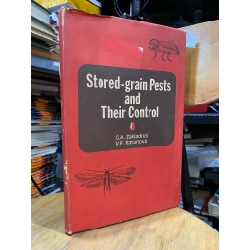 Stored-grain Pests
and
Their Control
G.A. Zakladnoi
V.F. Ratanova